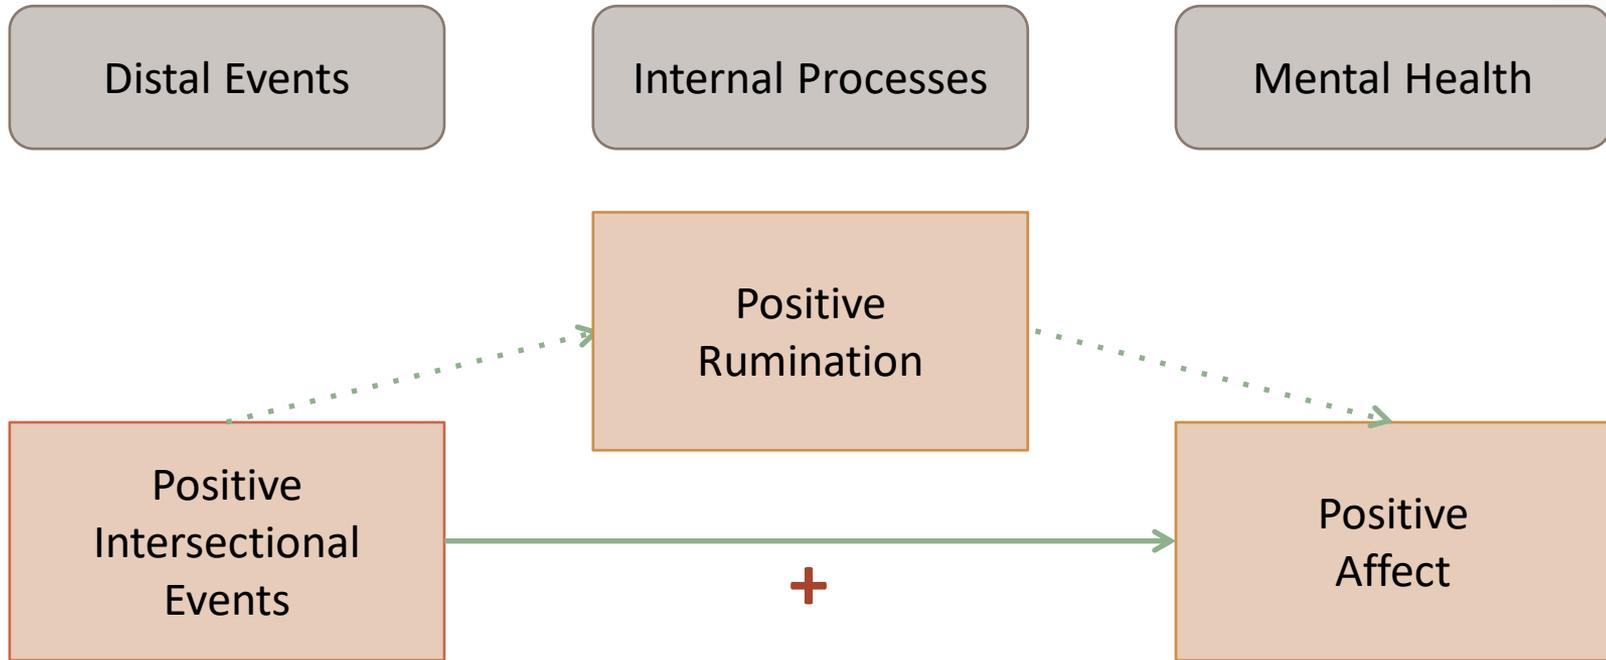 Distal Events
Internal Processes
Mental Health
Positive
Rumination
Positive
Intersectional
Events
Positive
Affect
+